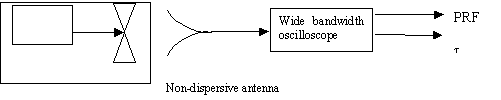 Wide bandwidth
oscilloscope
PRF
τ
Non-dispersive antenna